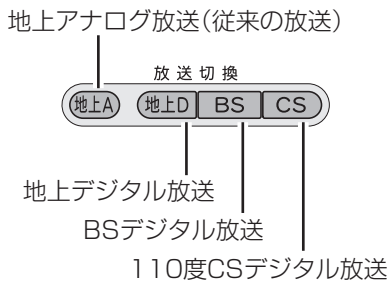 地上アナログ放送(従来の放送)
放送切換
地上A 地上D BS CS
地上デジタル放送
BSデジタル放送
110度CSデジタル放送